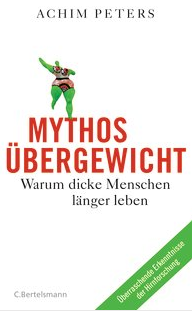 ACHIM PETERS
MYTHOS
ÜBERGEWICHT
Warum dicke Menschen
länger leben
Überraschende Erkenntnisse
der Hirnforschung
C.Bertelsmann